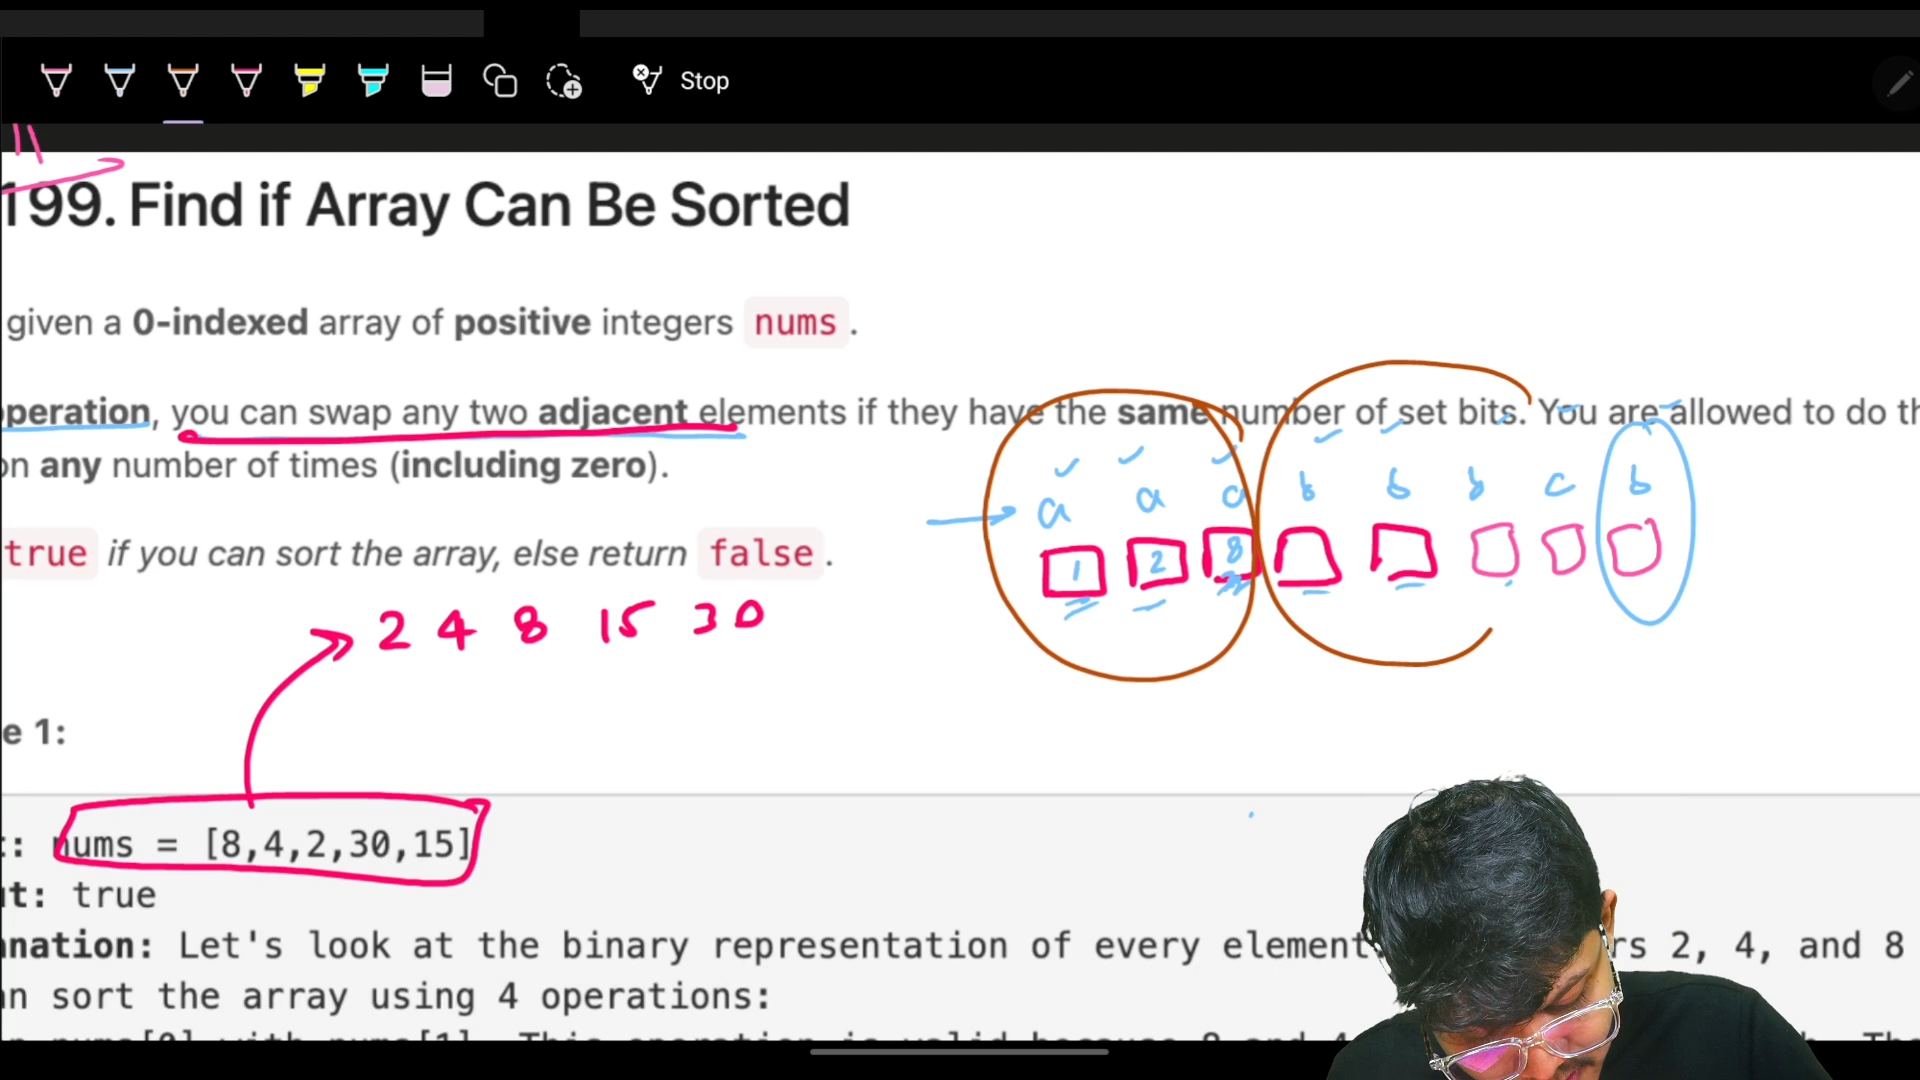 Stop
199. Find if Array Can Be Sorted
given a 0-indexed array of positive integers nums.
peration, you can swap any two adjacent elements if they have the same number of set bits. You are allowed to do th
on any number of times (including zero).
a a a b b b c b
true if you can sort the array, else return false.
1 2 8
2 4 8 15 30
e 1:
: nums = [8,4,2,30,15]
ut: true
nation: Let's look at the binary representation of every element rs 2, 4, and 8
n sort the array using 4 operations: